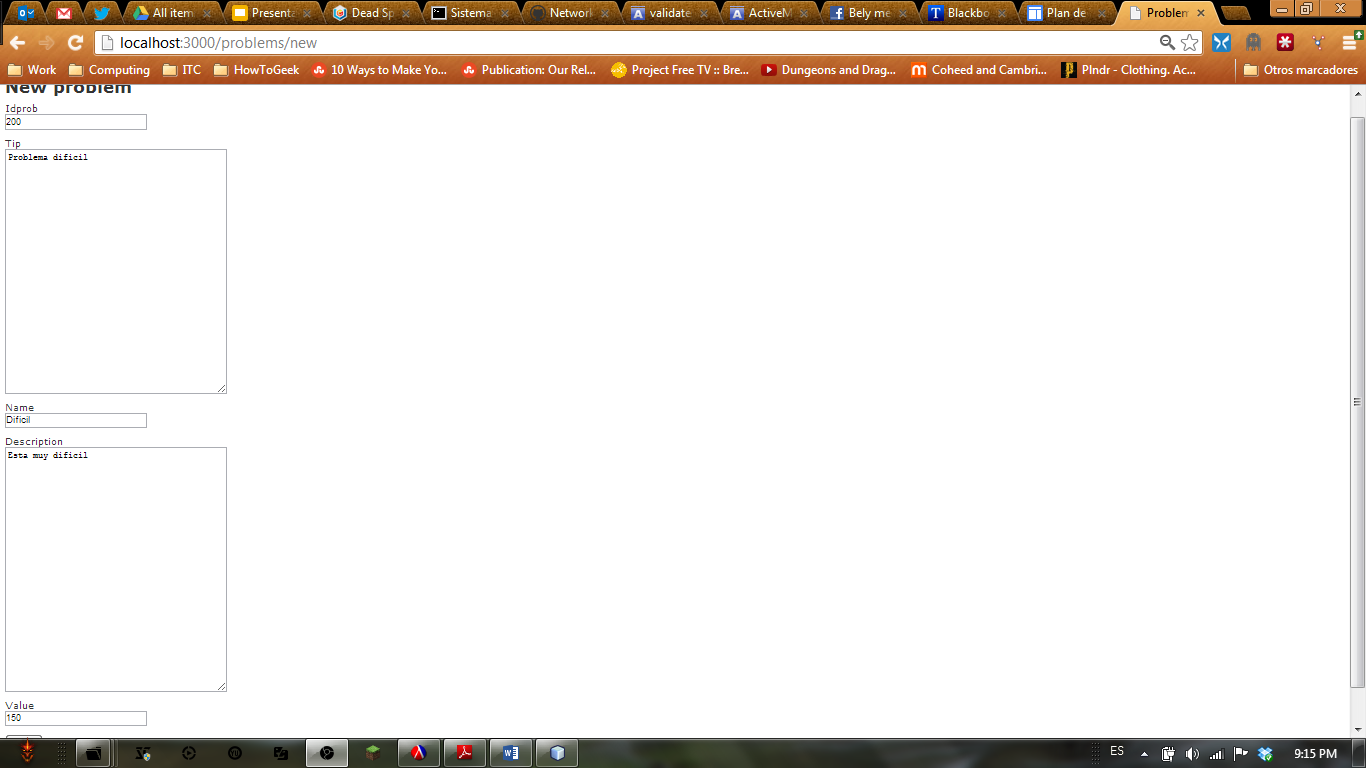 All item
Presenta
Dead Sp
Sistema
Network
validate
ActiveM
Bely me
Blackbo
Plan de
Problem
localhost:3000/problems/new
Work
Computing
ITC
HowToGeek
10 Ways to Make Yo...
Publication: Our Rel...
Project Free TV :: Bre...
Dungeons and Drag...
Coheed and Cambri...
Plndr - Clothing. Ac...
Otros marcadores
New problem
Idprob
200
Tip
Problema dificil
Name
Dificil
Description
Esta muy dificil
Value
150
ES
9:15 PM